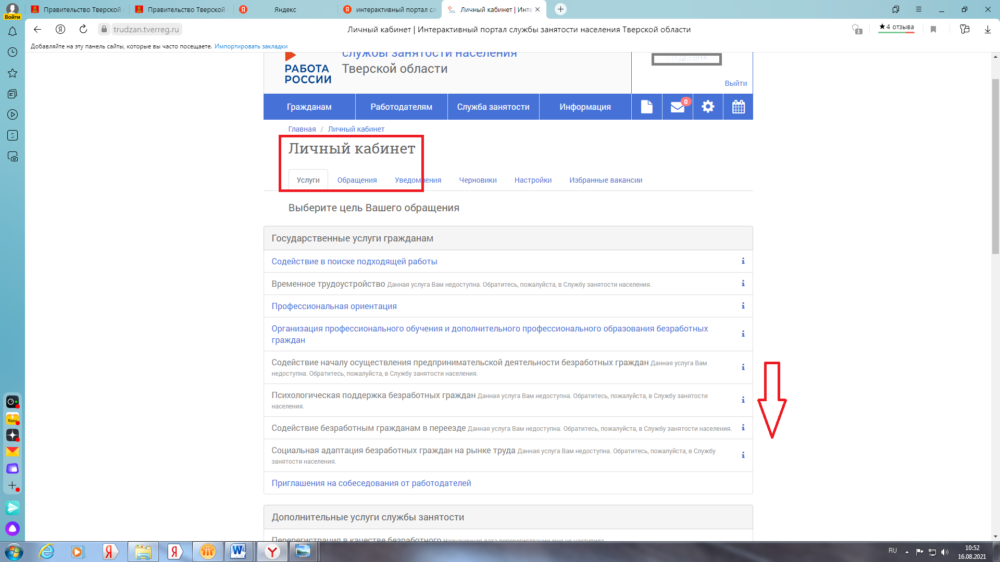 Войти
Правительство Тверской
Правительство Тверской
Яндекс
интерактивный портал сл
Личный кабинет | Инте
trudzan.tverreg.ru
Личный кабинет | Интерактивный портал службы занятости населения Тверской области
1
★4 отзыва
Добавляйте на эту панель сайты, которые вы часто посещаете. Импортировать закладки
службы занятости населения
РАБОТА
РОССИИ
Тверской области
Выйти
Гражданам
Работодателям
Служба занятости
Информация
0
Главная / Личный кабинет
5
Личный кабинет
Услуги
Обращения
Уведомления
Черновики
Настройки
Избранные вакансии
Выберите цель Вашего обращения
Государственные услуги гражданам
Содействие в поиске подходящей работы
Временное трудоустройство Данная услуга Вам недоступна. Обратитесь, пожалуйста, в Службу занятости населения.
Профессиональная ориентация
Организация профессионального обучения и дополнительного профессионального образования безработных
граждан
Содействие началу осуществления предпринимательской деятельности безработных граждан Данная услуга Вам
недоступна. Обратитесь, пожалуйста, в Службу занятости населения.
Психологическая поддержка безработных граждан Данная услуга Вам недоступна. Обратитесь, пожалуйста, в Службу занятости
населения.
Содействие безработным гражданам в переезде Данная услуга Вам недоступна. Обратитесь, пожалуйста, в Службу занятости населения.
Социальная адаптация безработных граждан на рынке труда Данная услуга Вам недоступна. Обратитесь, пожалуйста, в Службу
занятости населения.
Приглашения на собеседования от работодателей
Маркет
Дополнительные услуги службы занятости
Перерегистрация в качестве безработного Назначенная дата перерегистрации еще не наступила.
RU
10:52
16.08.2021